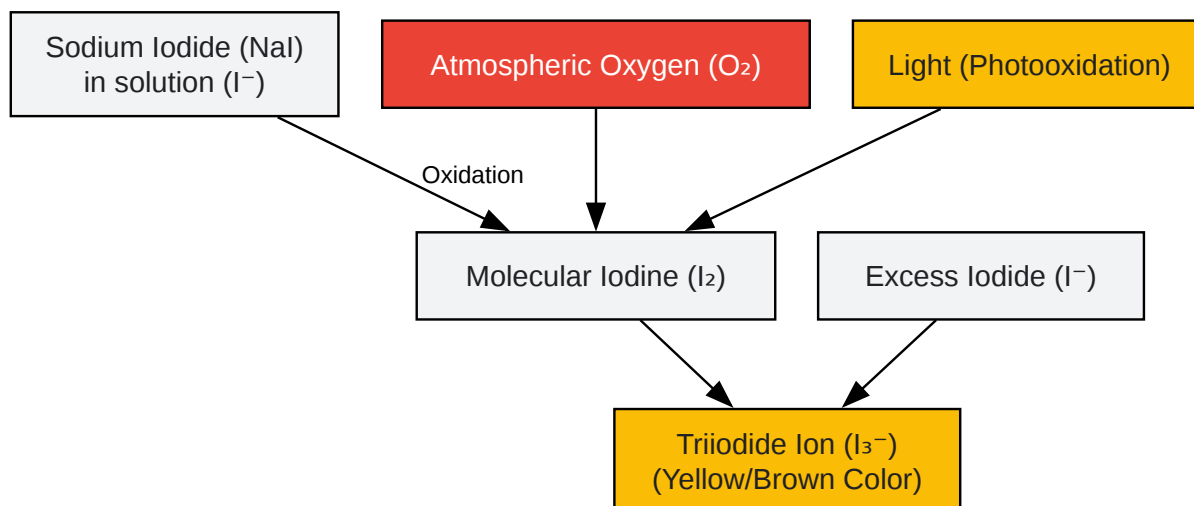 Sodium Iodide (NaI)
in solution (I⁻)
Atmospheric Oxygen (O₂)
Light (Photooxidation)
Oxidation
Molecular Iodine (I₂)
Excess Iodide (I⁻)
Triiodide Ion (I₃⁻)
(Yellow/Brown Color)